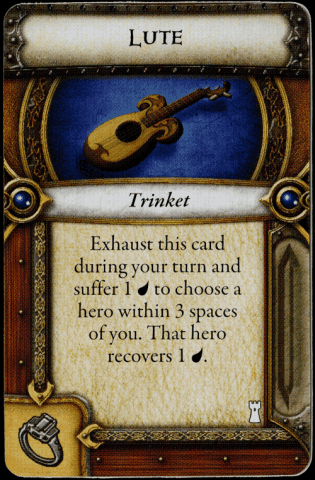 LUTE
Trinket
Exhaust this card
during your turn and
suffer 1 to choose a
hero within 3 spaces
of you. That hero
recovers 1 .